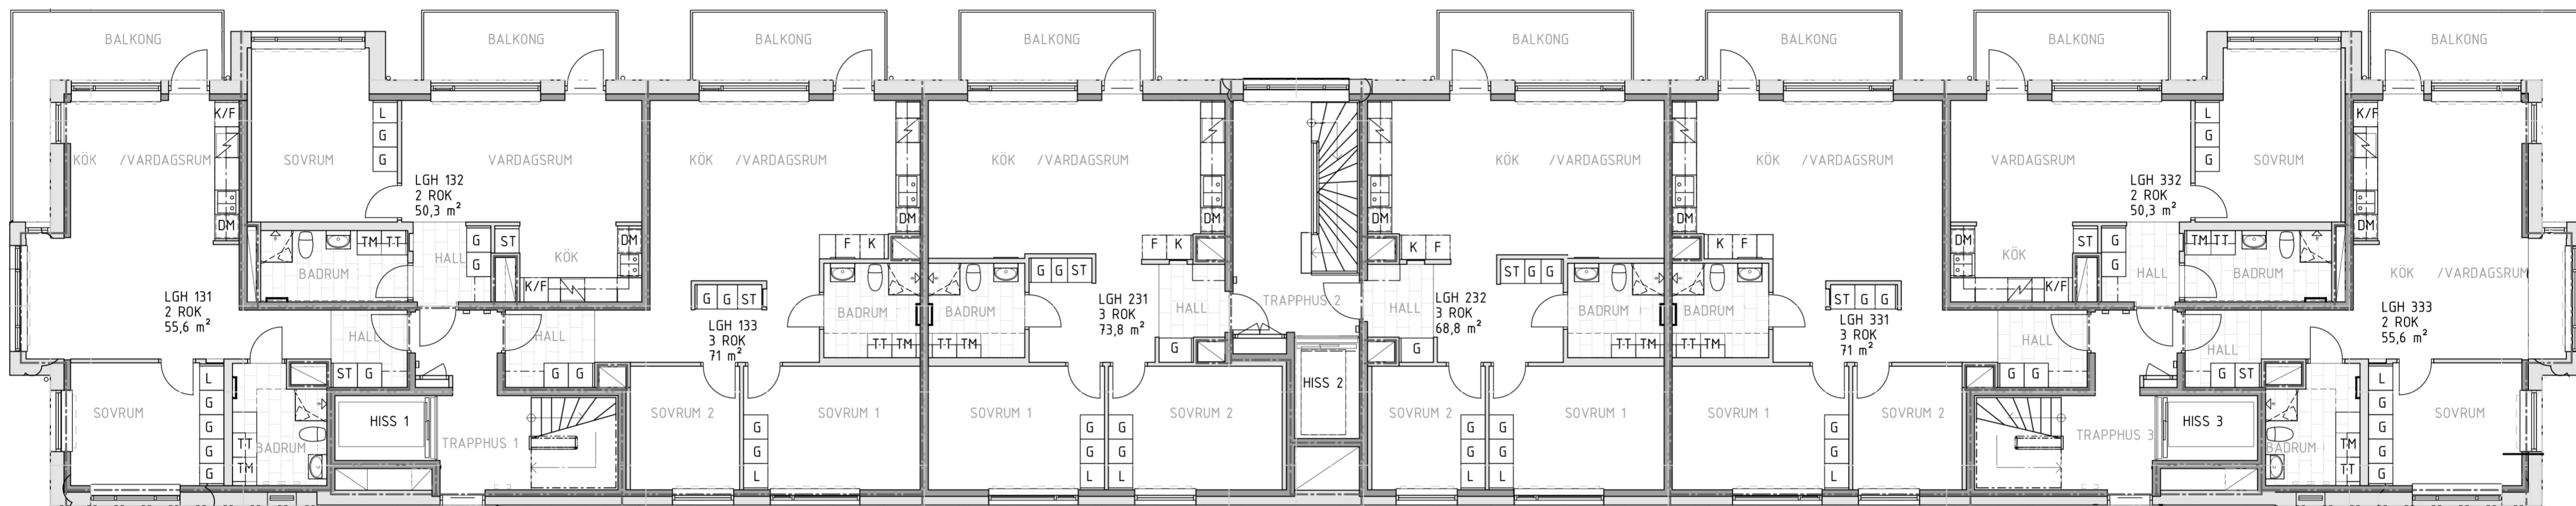 BALKONG
BALKONG
BALKONG
BALKONG
BALKONG
BALKONG
BALKONG
BALKONG
K/F
KÖK /VARDAGSRUM
DM
LGH 131
2 ROK
55,6 m²
SOVRUM
L
G
G
G
G
HALL
ST G
BADRUM
TT
TM
SOVRUM
L
G
G
VARDAGSRUM
LGH 132
2 ROK
50,3 m²
BADRUM
TM TT
HALL
G
G
ST
KÖK
DM
K/F
HISS 1
TRAPPHUS 1
KÖK /VARDAGSRUM
DM
F K
G G ST
LGH 133
3 ROK
71 m²
BADRUM
TT TM
HALL
G G
SOVRUM 2
G
G
L
SOVRUM 1
KÖK /VARDAGSRUM
DM
F K
G G ST
BADRUM
TT TM
LGH 231
3 ROK
73,8 m²
HALL
G
SOVRUM 1
G
G
L
G
G
L
SOVRUM 2
TRAPPHUS 2
HISS 2
KÖK /VARDAGSRUM
DM
K F
HALL
G
LGH 232
3 ROK
68,8 m²
ST G G
BADRUM
TT TM
SOVRUM 2
G
G
L
G
G
L
SOVRUM 1
KÖK /VARDAGSRUM
DM
K F
BADRUM
TT TM
ST G G
LGH 331
3 ROK
71 m²
HALL
G G
SOVRUM 1
G
G
L
SOVRUM 2
VARDAGSRUM
L
G
G
SOVRUM
LGH 332
2 ROK
50,3 m²
DM
KÖK
K/F
ST
G
G
HALL
TM TT
BADRUM
TRAPPHUS 3
HISS 3
K/F
DM
KÖK /VARDAGSRUM
LGH 333
2 ROK
55,6 m²
HALL
G ST
BADRUM
TM
TT
L
G
G
G
G
SOVRUM